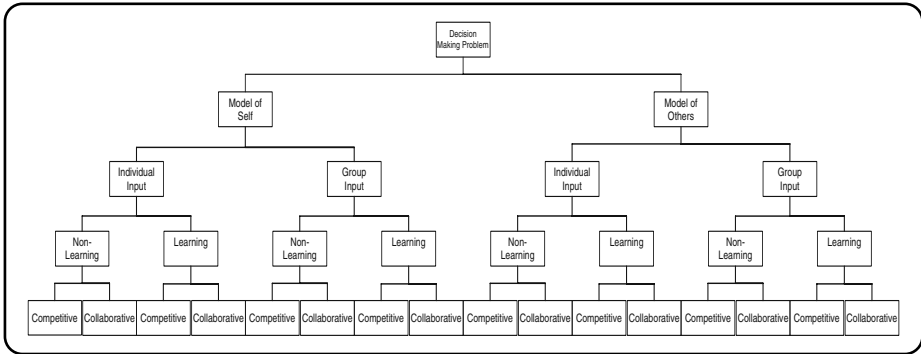 Decision
Making Problem
Model of
Self
Model of
Others
Individual
Input
Group
Input
Individual
Input
Group
Input
Non-
Learning
Learning
Non-
Learning
Learning
Non-
Learning
Learning
Non-
Learning
Learning
Competitive Collaborative Competitive Collaborative Competitive Collaborative Competitive Collaborative Competitive Collaborative Competitive Collaborative Competitive Collaborative Competitive Collaborative